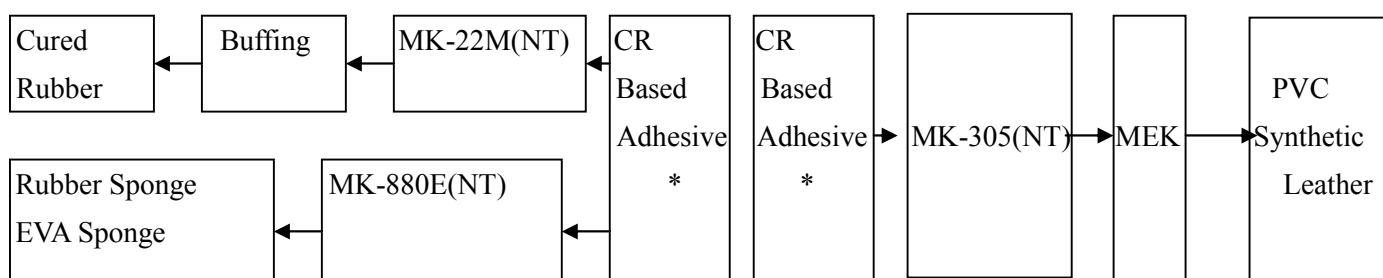 Cured
Rubber
Buffing
MK-22M(NT)
Rubber Sponge
EVA Sponge
MK-880E(NT)
CR
Based
Adhesive
*
CR
Based
Adhesive
*
MK-305(NT)
MEK
PVC
Synthetic
Leather